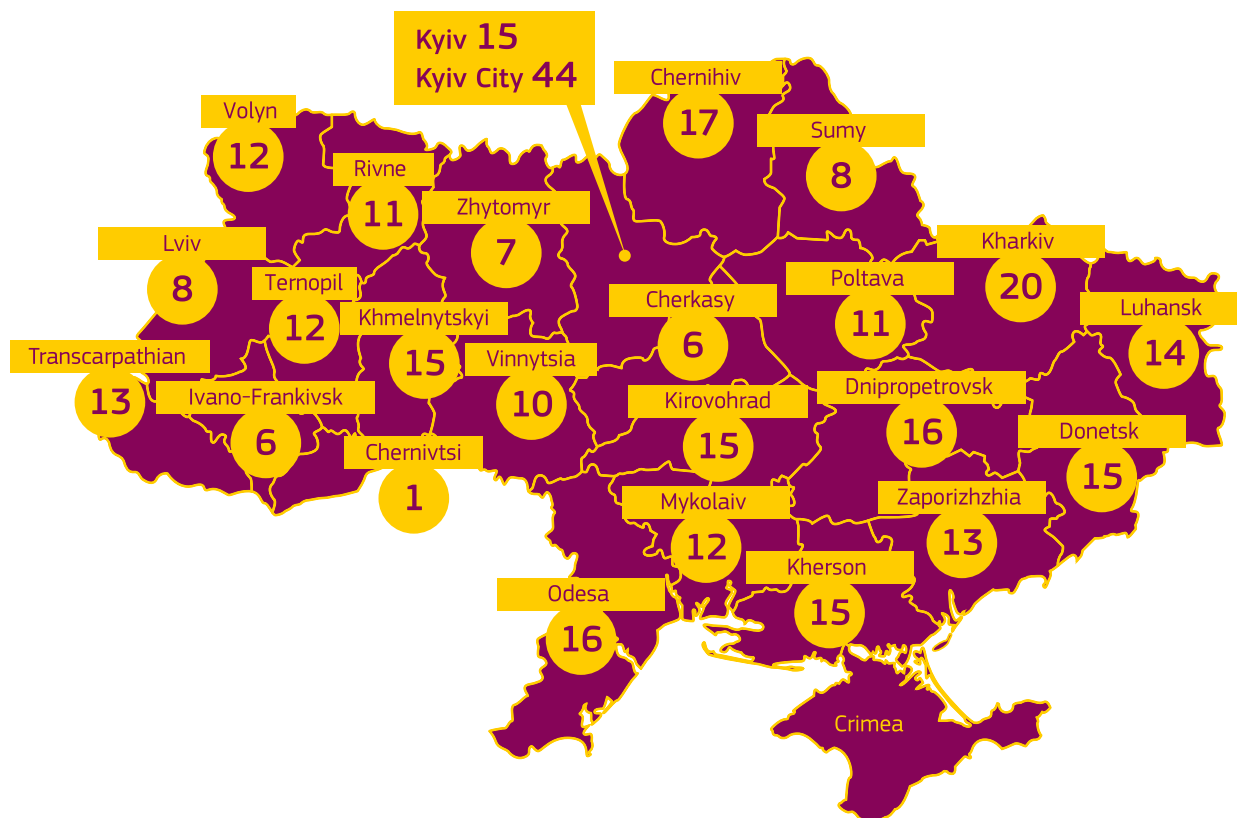 Kyiv 15
Kyiv City 44
Chernihiv
17
Volyn
12
Sumy
8
Rivne
11
Zhytomyr
7
Lviv
8
Kharkiv
20
Ternopil
12
Poltava
11
Cherkasy
6
Luhansk
14
Khmelnytskyi
15
Transcarpathian
13
Vinnytsia
10
Ivano-Frankivsk
6
Dnipropetrovsk
16
Kirovohrad
15
Donetsk
15
Chernivtsi
1
Zaporizhzhia
13
Mykolaiv
12
Kherson
15
Odesa
16
Crimea